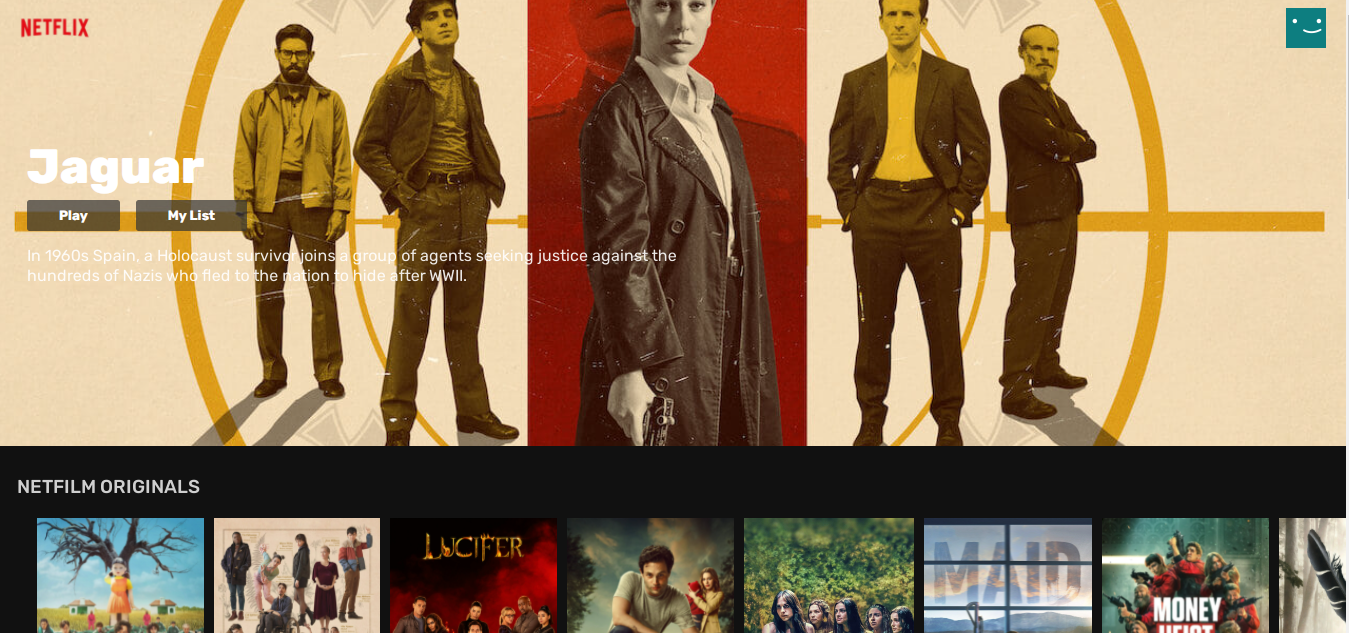 NETFLIX
Jaguar
Play
My List
In 1960s Spain, a Holocaust survivor joins a group of agents seeking justice against the
hundreds of Nazis who fled to the nation to hide after WWII.
NETFILM ORIGINALS
LUCIFER
MAID
MONEY
HEIST